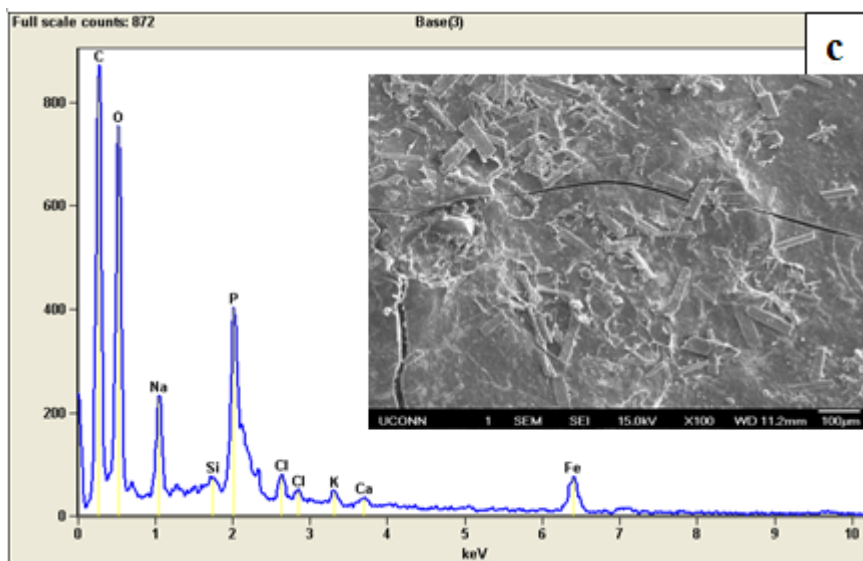 Full scale counts: 872 Base(3)
c
C
O
P
Na
Si
Cl
Cl
K
Ca
Fe
800
600
400
200
0
0 1 2 3 4 5 6 7 8 9 10
keV
UCONN 1 SEM SEI 15.0kV X100 WD 11.2mm 100µm